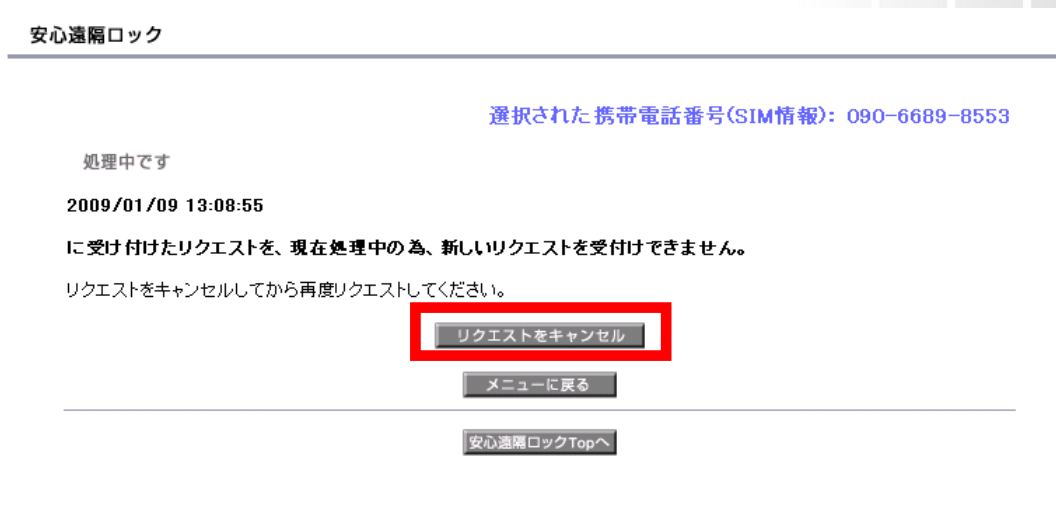 安心遠隔ロック
選択された携帯電話番号(SIM情報): 090-6689-8553
処理中です
2009/01/09 13:08:55
に受け付けたリクエストを、現在処理中の為、新しいリクエストを受付けできません。
リクエストをキャンセルしてから再度リクエストしてください。
リクエストをキャンセル
メニューに戻る
安心遠隔ロックTopへ